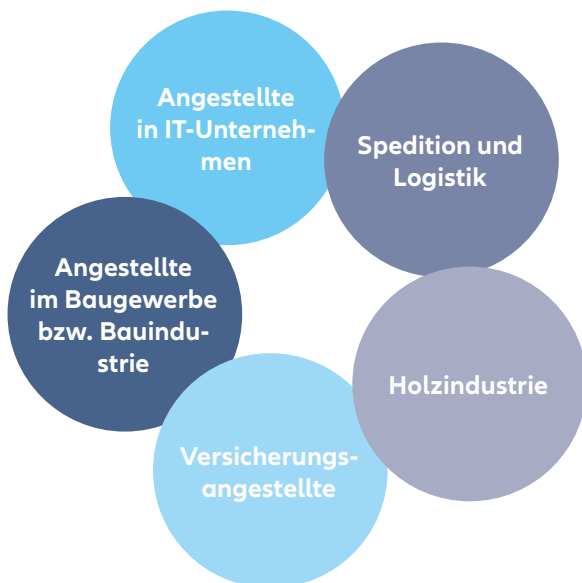 Angestellte
in IT-Unterneh-
men
Spedition und
Logistik
Angestellte
im Baugewerbe
bzw. Bauindu-
strie
Holzindustrie
Versicherungs-
angestellte